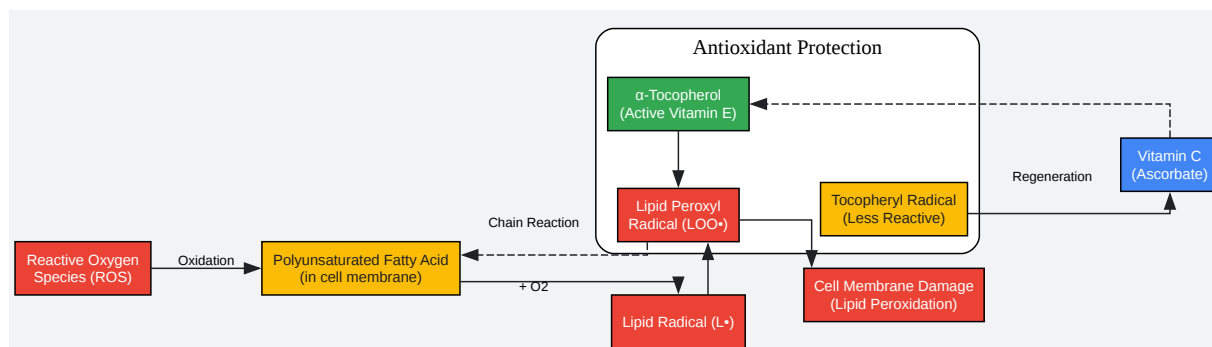 Antioxidant Protection
α-Tocopherol
(Active Vitamin E)
Vitamin C
(Ascorbate)
Regeneration
Tocopheryl Radical
(Less Reactive)
Lipid Peroxyl
Radical (LOO•)
Chain Reaction
Reactive Oxygen
Species (ROS)
Oxidation
Polyunsaturated Fatty Acid
(in cell membrane)
+ O2
Cell Membrane Damage
(Lipid Peroxidation)
Lipid Radical (L•)